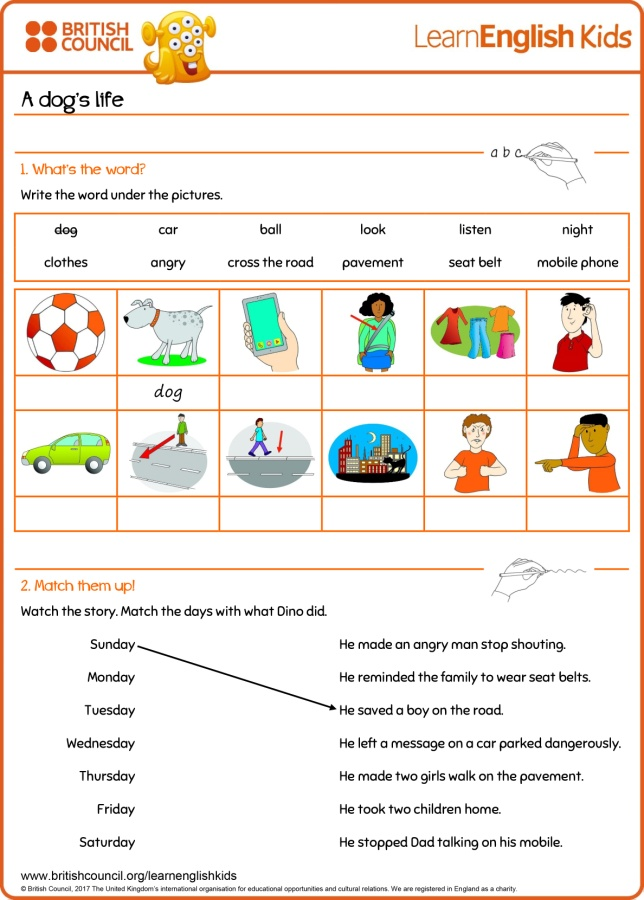 BRITISH
COUNCIL
LearnEnglish Kids
A dog's life
a b c
1. What's the word?
Write the word under the pictures.
dog car ball look listen night
clothes angry cross the road pavement seat belt mobile phone
dog
2. Match them up!
Watch the story. Match the days with what Dino did.
Sunday He made an angry man stop shouting.
Monday He reminded the family to wear seat belts.
Tuesday He saved a boy on the road.
Wednesday He left a message on a car parked dangerously.
Thursday He made two girls walk on the pavement.
Friday He took two children home.
Saturday He stopped Dad talking on his mobile.
www.britishcouncil.org/learnenglishkids
© British Council, 2017 The United Kingdom's international organisation for educational opportunities and cultural relations. We are registered in England as a charity.